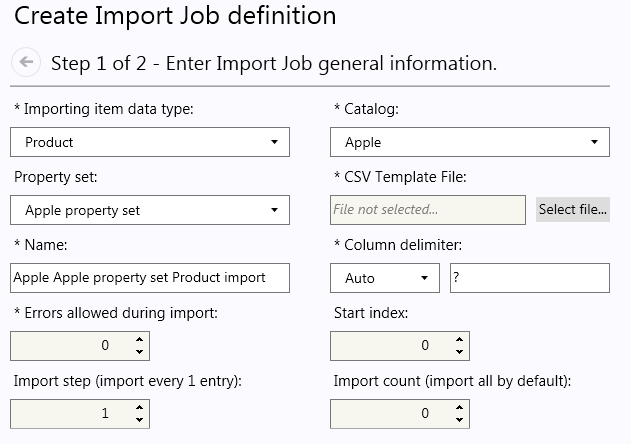 Create Import Job definition
Step 1 of 2 - Enter Import Job general information.
* Importing item data type:
* Catalog:
Product
Apple
Property set:
* CSV Template File:
Apple property set
File not selected...
Select file...
* Name:
* Column delimiter:
Apple Apple property set Product import
Auto
?
* Errors allowed during import:
Start index:
0
0
Import step (import every 1 entry):
Import count (import all by default):
1
0